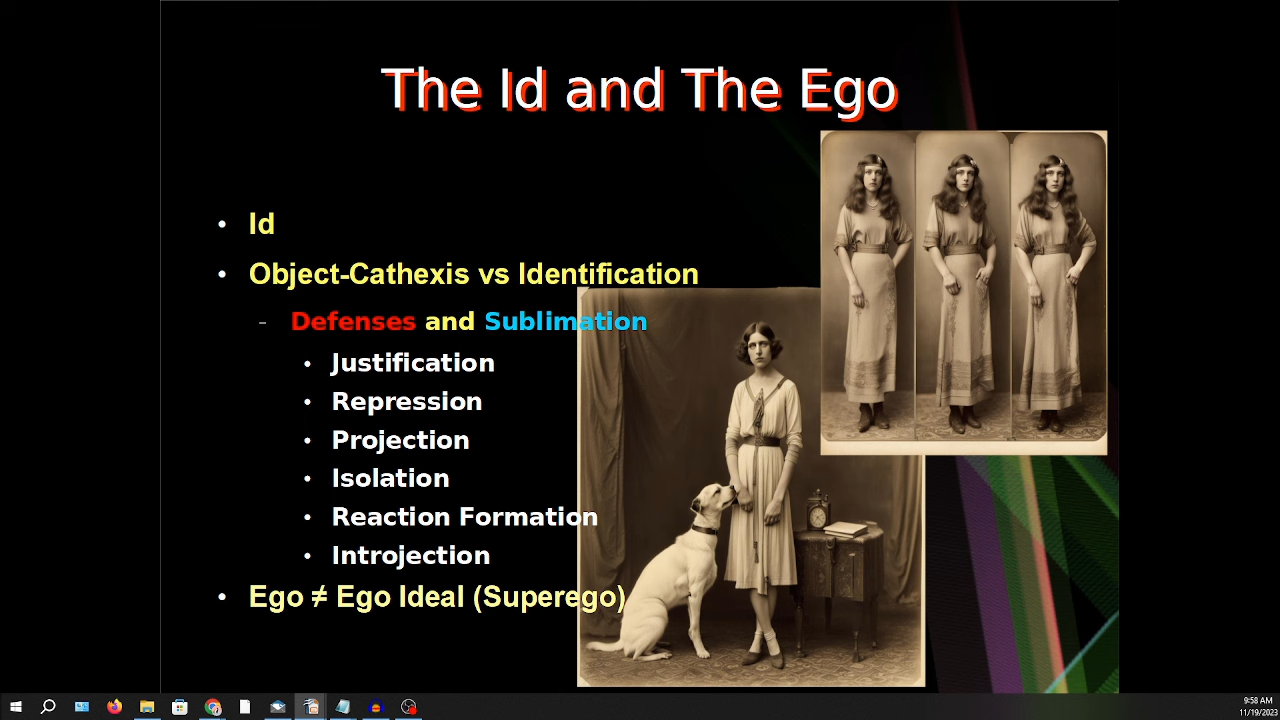 The Id and The Ego
• Id
• Object-Cathexis vs Identification
- Defenses and Sublimation
• Justification
• Repression
• Projection
• Isolation
• Reaction Formation
• Introjection
• Ego ≠ Ego Ideal (Superego)
9:58 AM
11/19/2023